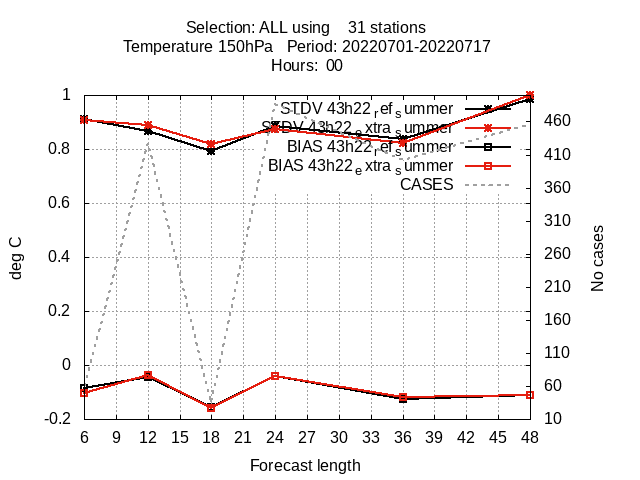 Selection: ALL using 31 stations
Temperature 150hPa Period: 20220701-20220717
Hours: 00
STDV 43h22_ref_summer
STDV 43h22_extra_summer
BIAS 43h22_ref_summer
BIAS 43h22_extra_summer
CASES
deg C
1
0.8
0.6
0.4
0.2
0
-0.2
No cases
460
410
360
310
260
210
160
110
60
10
6 9 12 15 18 21 24 27 30 33 36 39 42 45 48
Forecast length